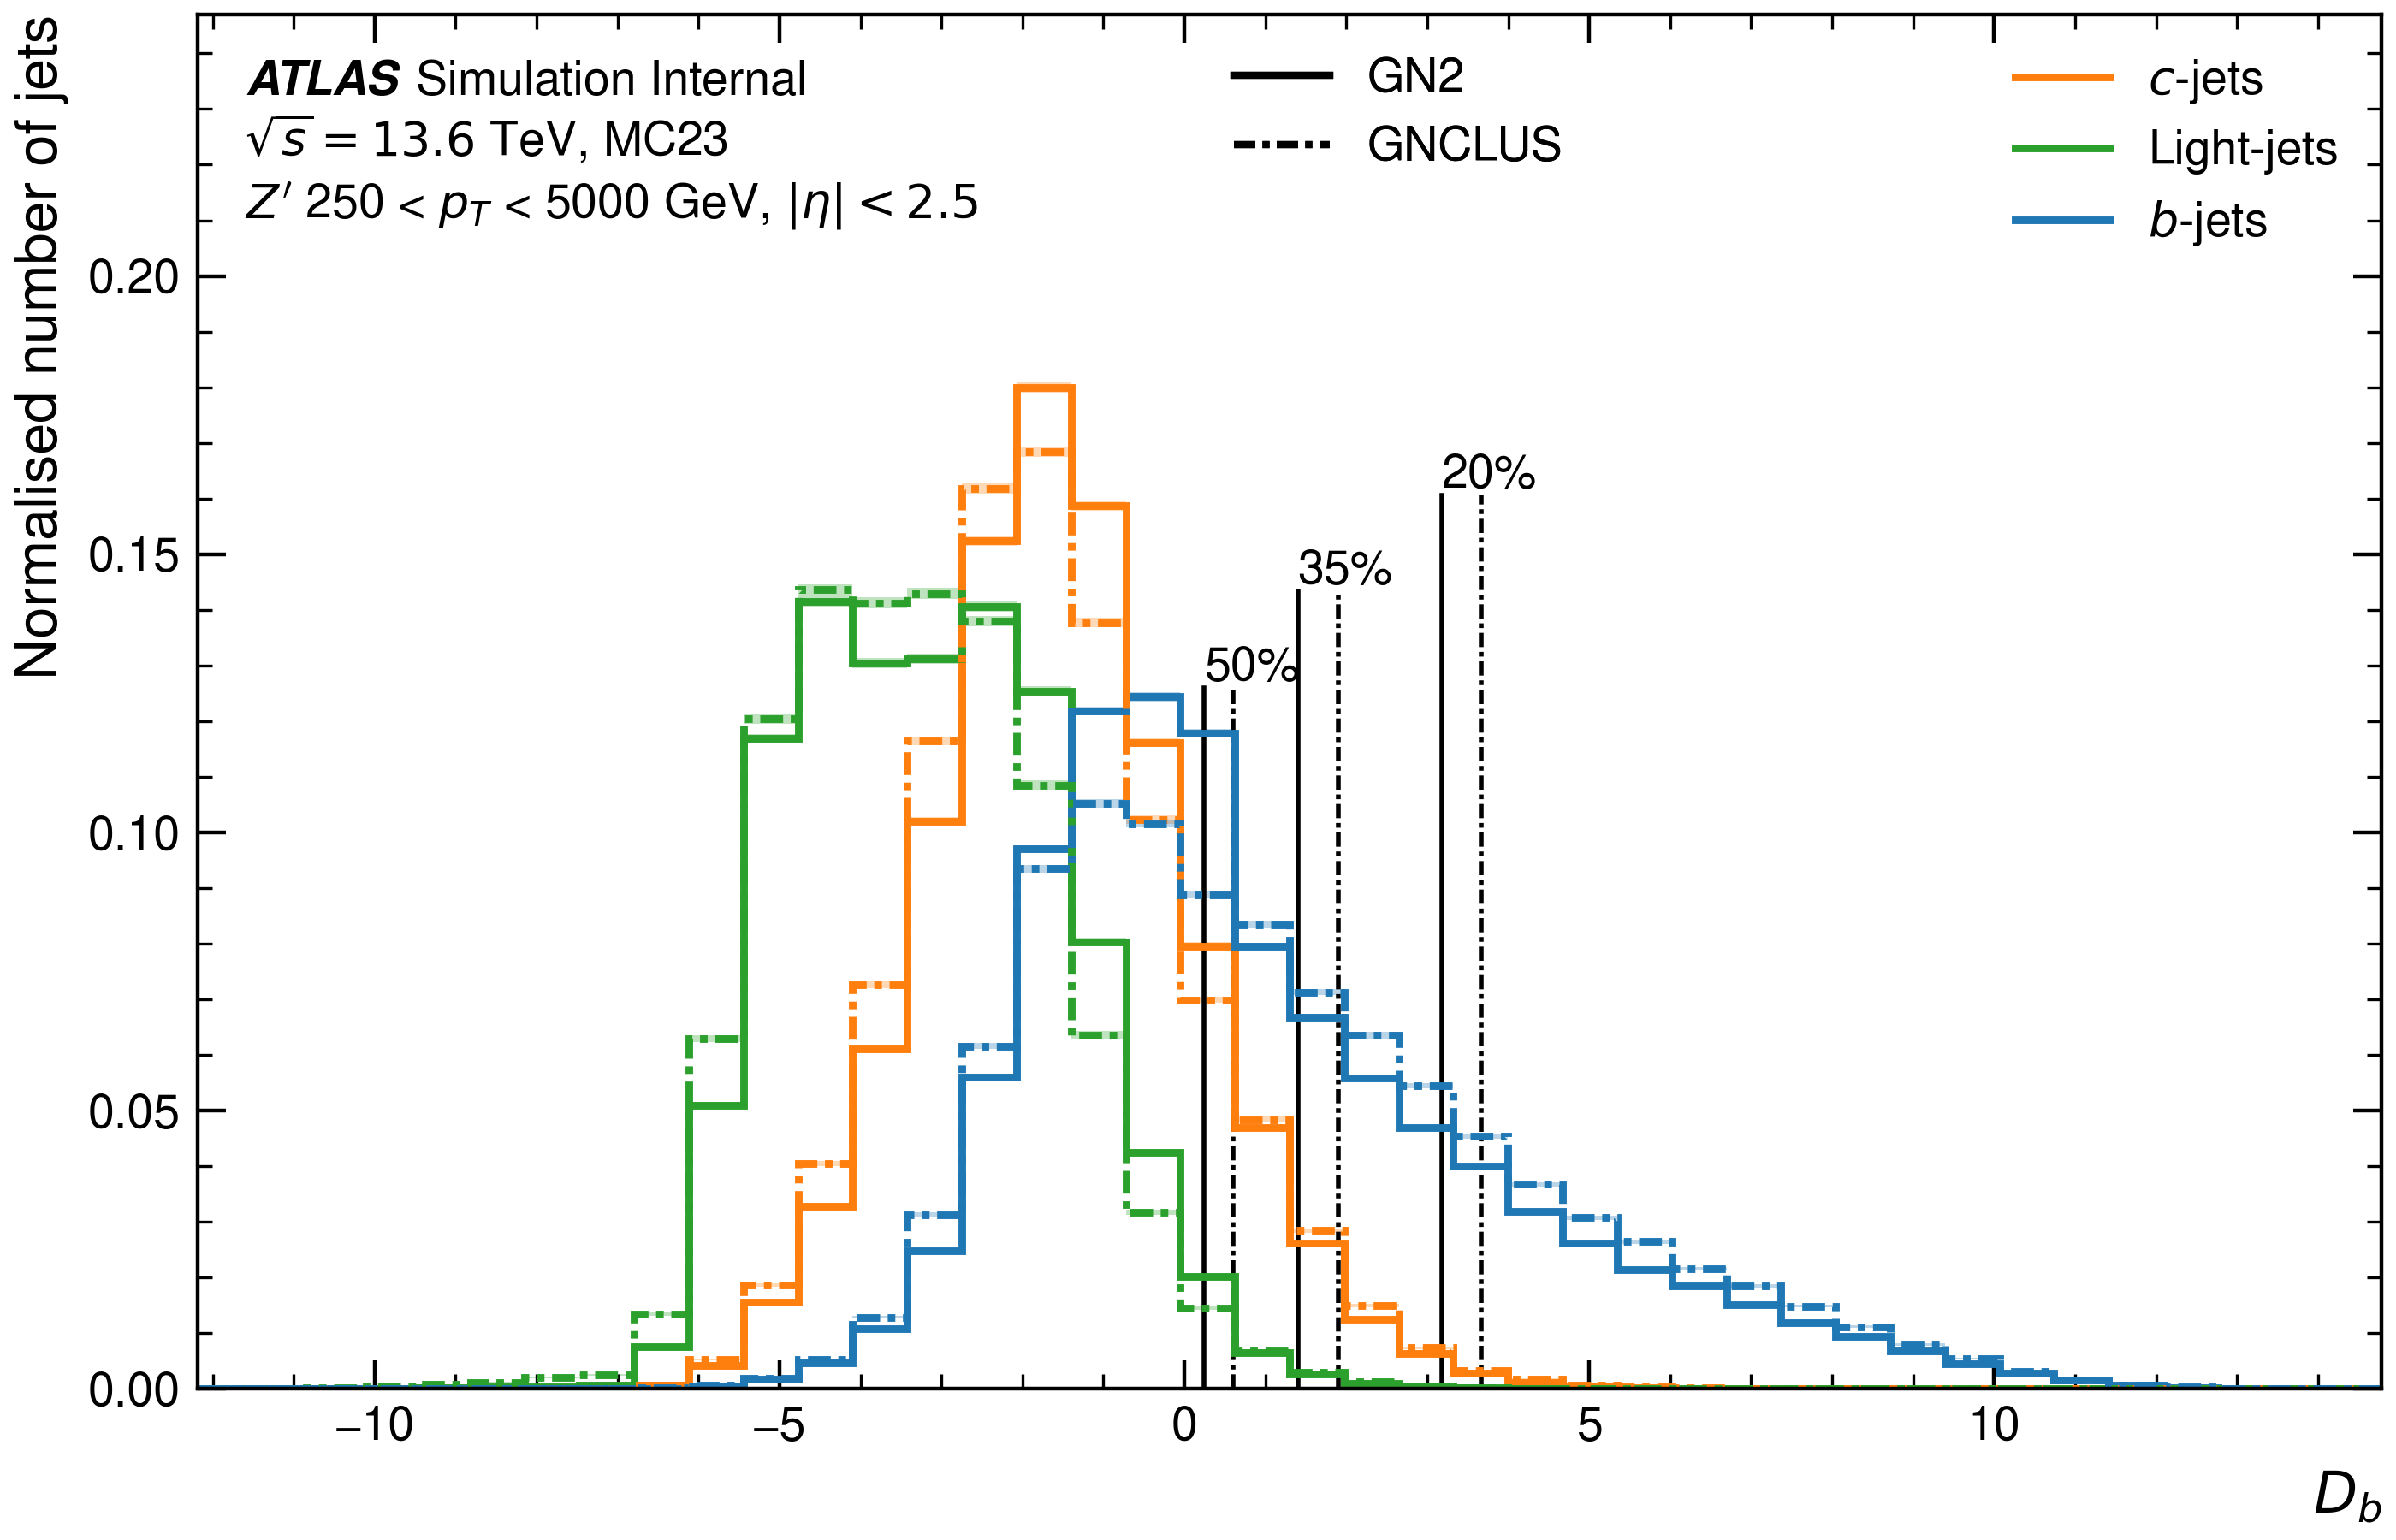 Normalised number of jets
ATLAS Simulation Internal
√s = 13.6 TeV, MC23
Z′ 250 < pT < 5000 GeV, |η| < 2.5
GN2
GNCLUS
c-jets
Light-jets
b-jets
0.20
0.15
0.10
0.05
0.00
20%
35%
50%
−10
−5
0
5
10
Db